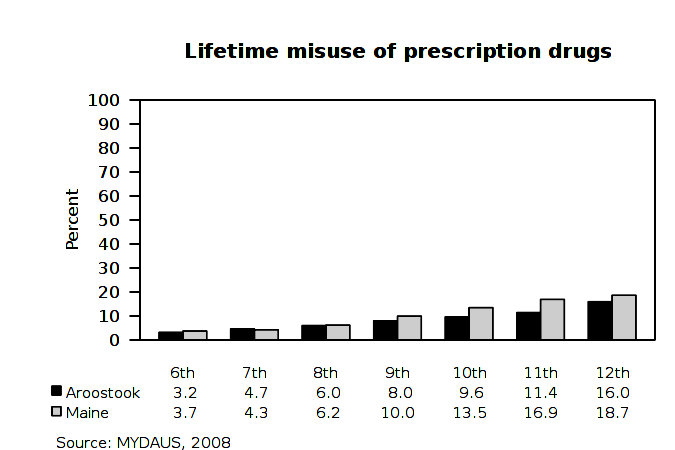 Lifetime misuse of prescription drugs
100
90
80
70
60
50
40
30
20
10
0
Percent
6th 7th 8th 9th 10th 11th 12th
Aroostook 3.2 4.7 6.0 8.0 9.6 11.4 16.0
Maine 3.7 4.3 6.2 10.0 13.5 16.9 18.7
Source: MYDAUS, 2008